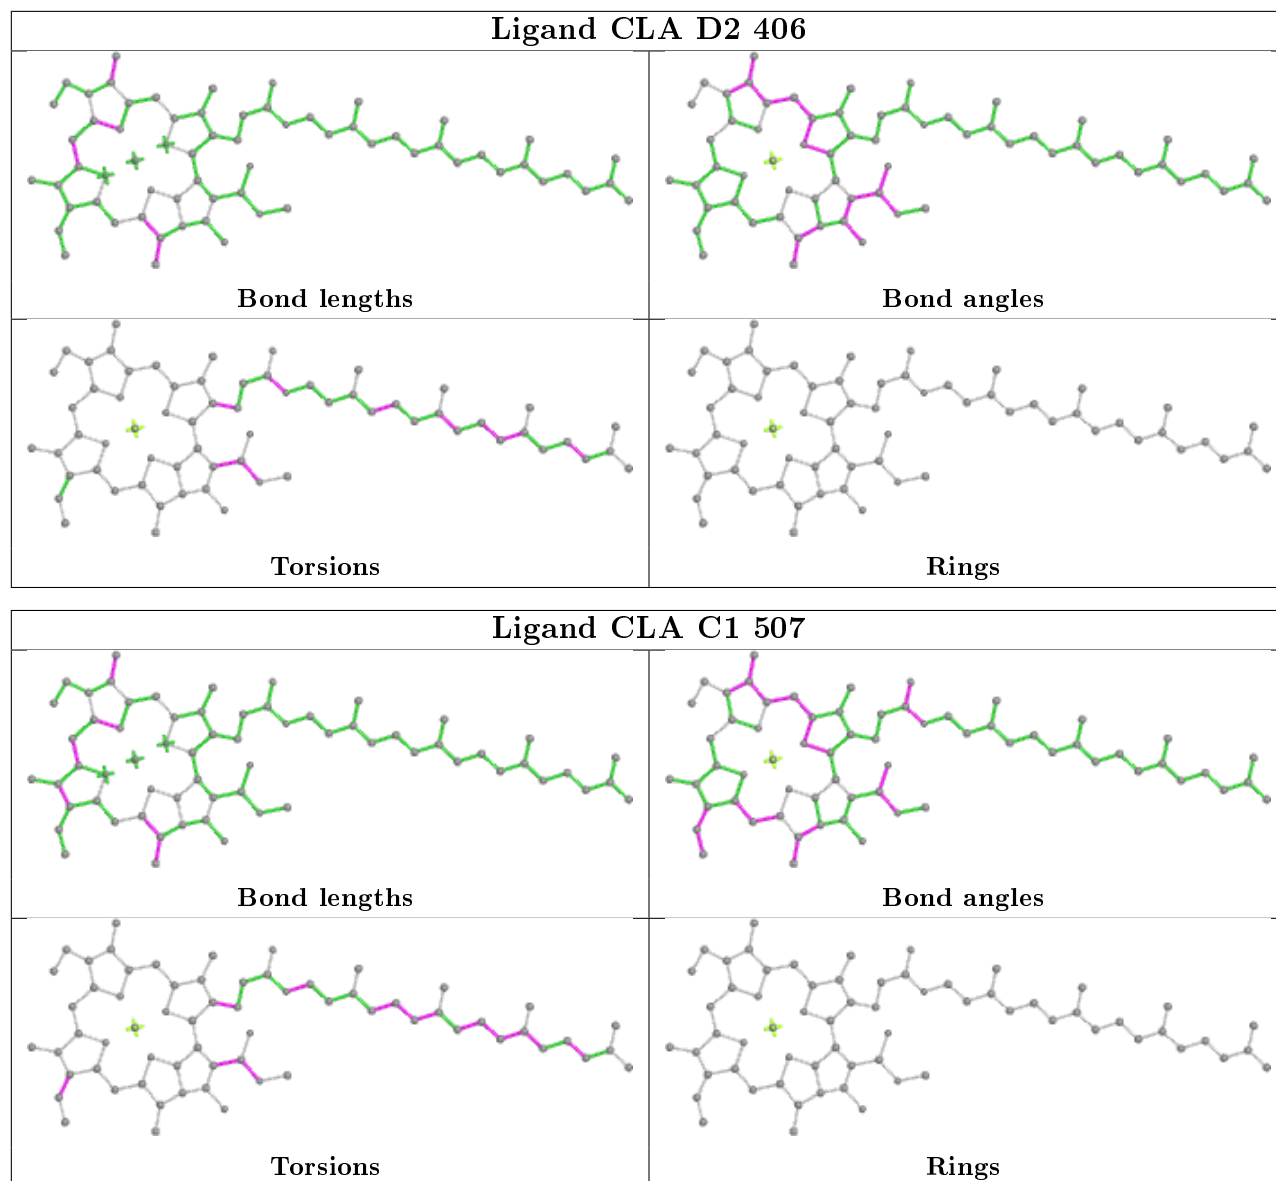 Ligand CLA D2 406
Bond lengths
Bond angles
Torsions
Rings
Ligand CLA C1 507
Bond lengths
Bond angles
Torsions
Rings